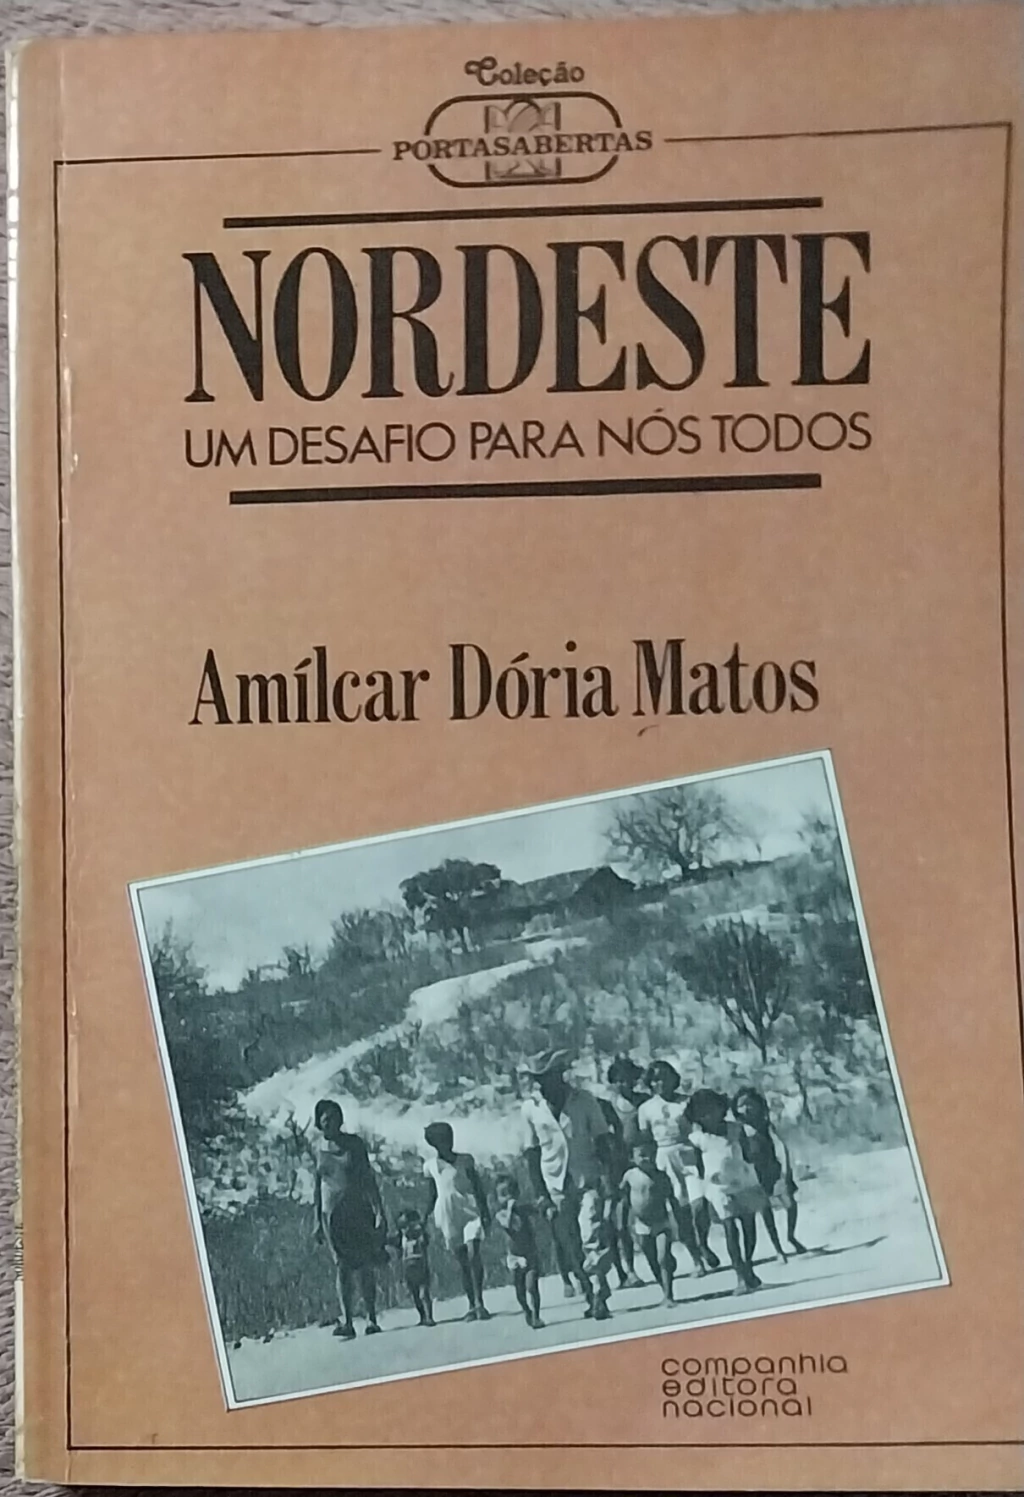 Coleção
PORTASABERTAS
NORDESTE
UM DESAFIO PARA NÓS TODOS
Amílcar Dória Matos
companhia
editora
nacional